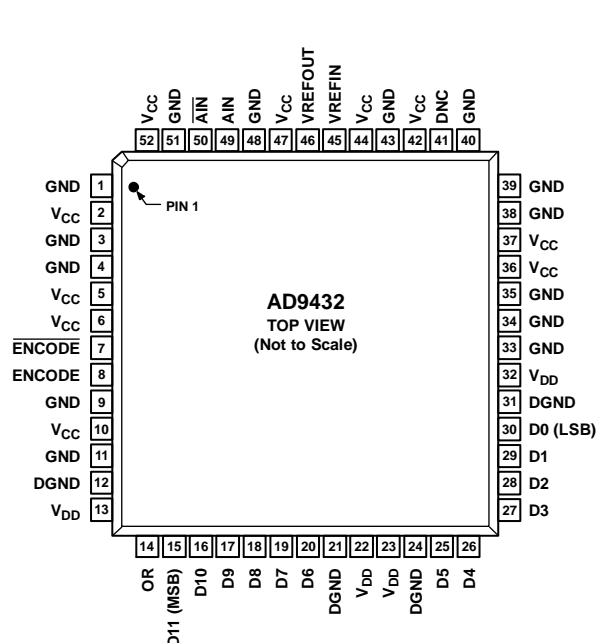 VCC
GND
A̅I̅N̅
AIN
GND
VCC
VREFOUT
VREFIN
VCC
GND
VCC
DNC
GND
52 51 50 49 48 47 46 45 44 43 42 41 40
GND 1
VCC 2
GND 3
GND 4
VCC 5
VCC 6
E̅N̅C̅O̅D̅E̅ 7
ENCODE 8
GND 9
VCC 10
GND 11
DGND 12
VDD 13
PIN 1
AD9432
TOP VIEW
(Not to Scale)
39 GND
38 GND
37 VCC
36 VCC
35 GND
34 GND
33 GND
32 VDD
31 DGND
30 D0 (LSB)
29 D1
28 D2
27 D3
14 15 16 17 18 19 20 21 22 23 24 25 26
OR
D11 (MSB)
D10
D9
D8
D7
D6
DGND
VDD
VDD
DGND
D5
D4